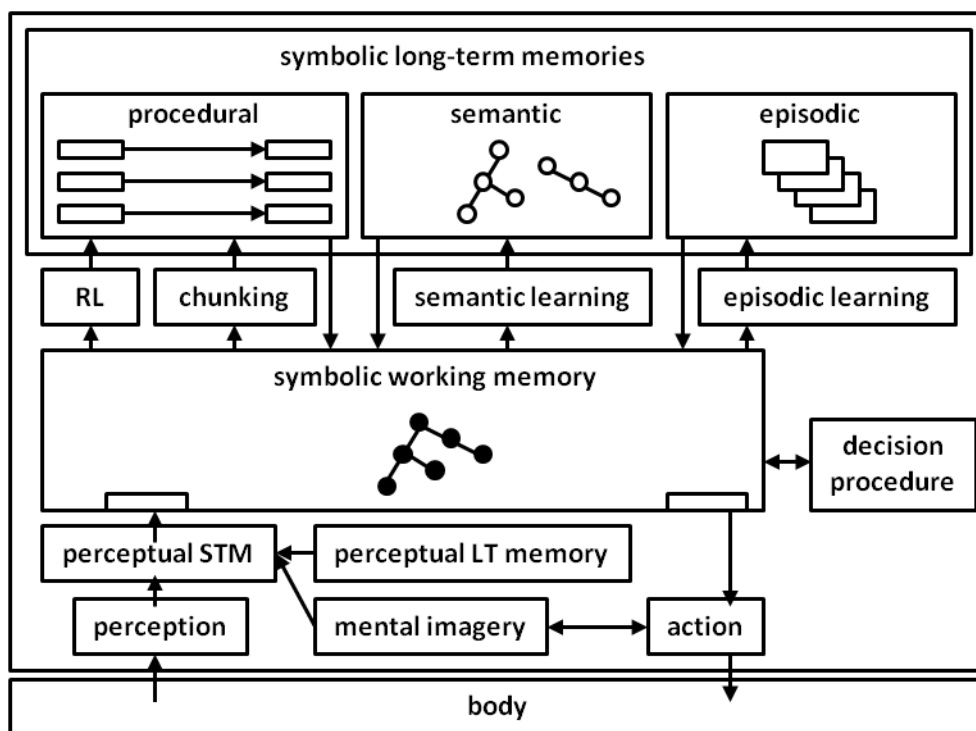 symbolic long-term memories
procedural
semantic
episodic
RL
chunking
semantic learning
episodic learning
symbolic working memory
decision
procedure
perceptual STM
perceptual LT memory
perception
mental imagery
action
body